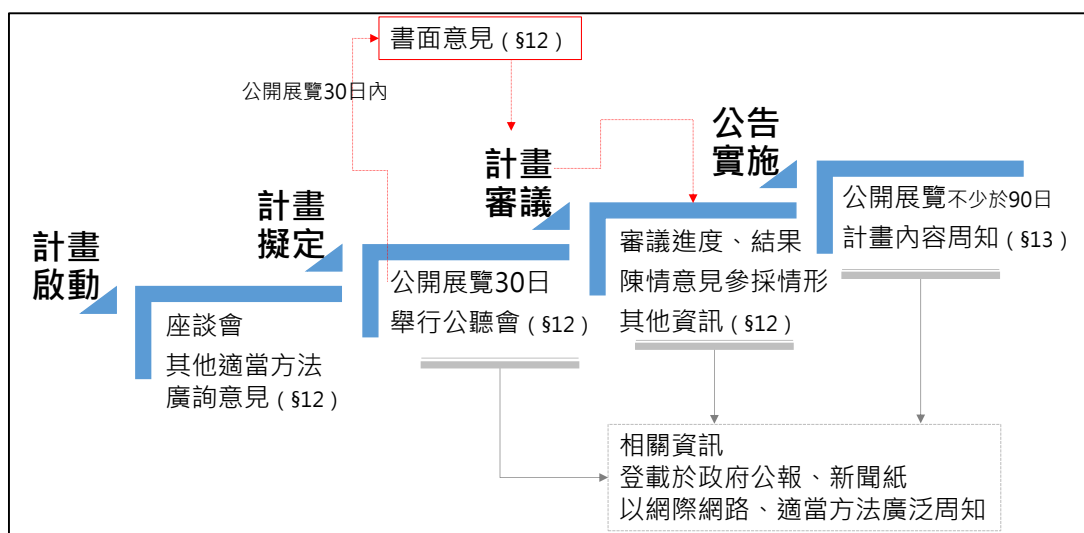 書面意見(§12)
公開展覽30日內
計畫
啟動
座談會
其他適當方法
廣詢意見(§12)
計畫
擬定
公開展覽30日
舉行公聽會(§12)
計畫
審議
審議進度、結果
陳情意見參採情形
其他資訊(§12)
公告
實施
公開展覽不少於90日
計畫內容周知(§13)
相關資訊
登載於政府公報、新聞紙
以網際網路、適當方法廣泛周知